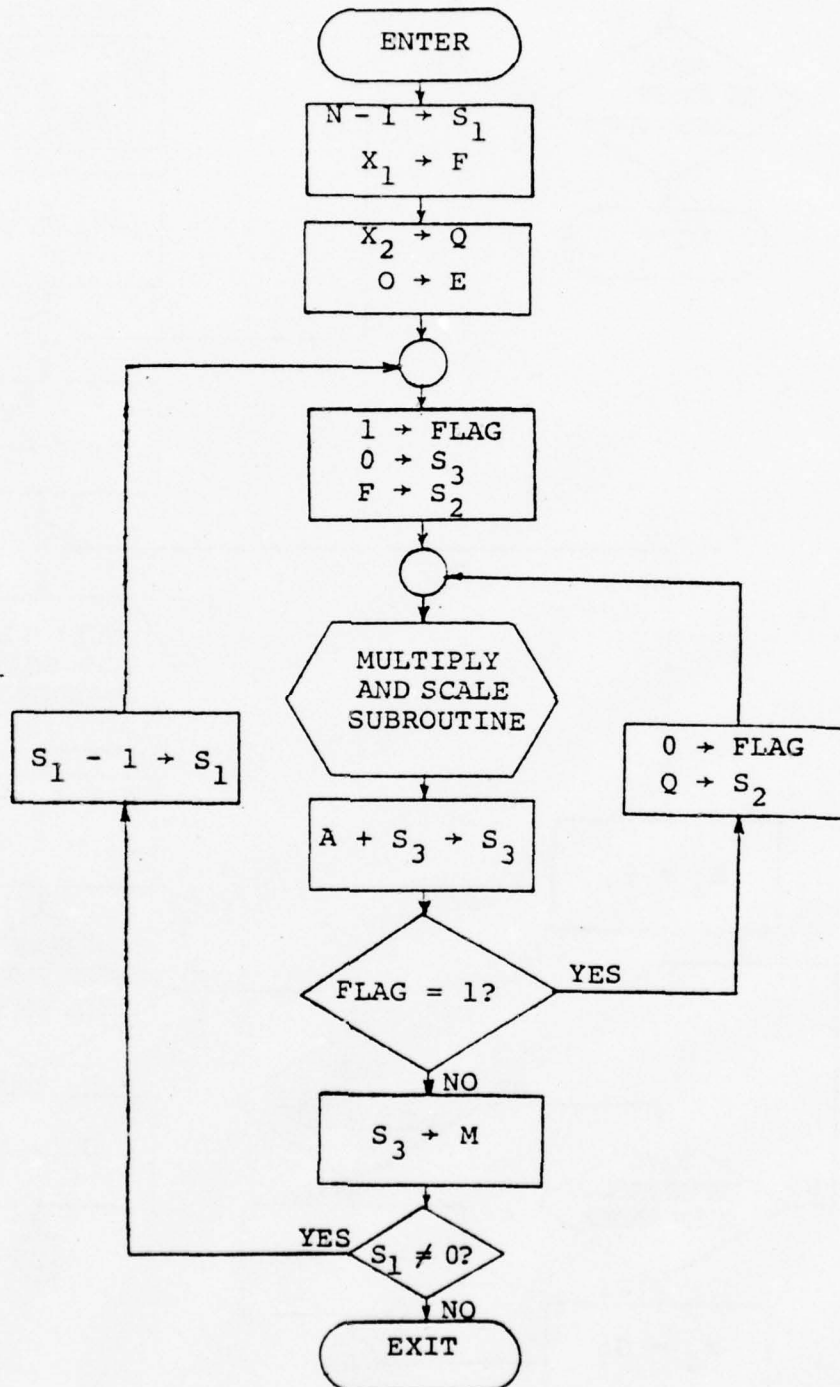 ENTER
N - 1 → S₁
X₁ → F
X₂ → Q
O → E
1 → FLAG
0 → S₃
F → S₂
MULTIPLY
AND SCALE
SUBROUTINE
S₁ - 1 → S₁
0 → FLAG
Q → S₂
A + S₃ → S₃
FLAG = 1?
YES
NO
S₃ → M
YES
S₁ ≠ 0?
NO
EXIT